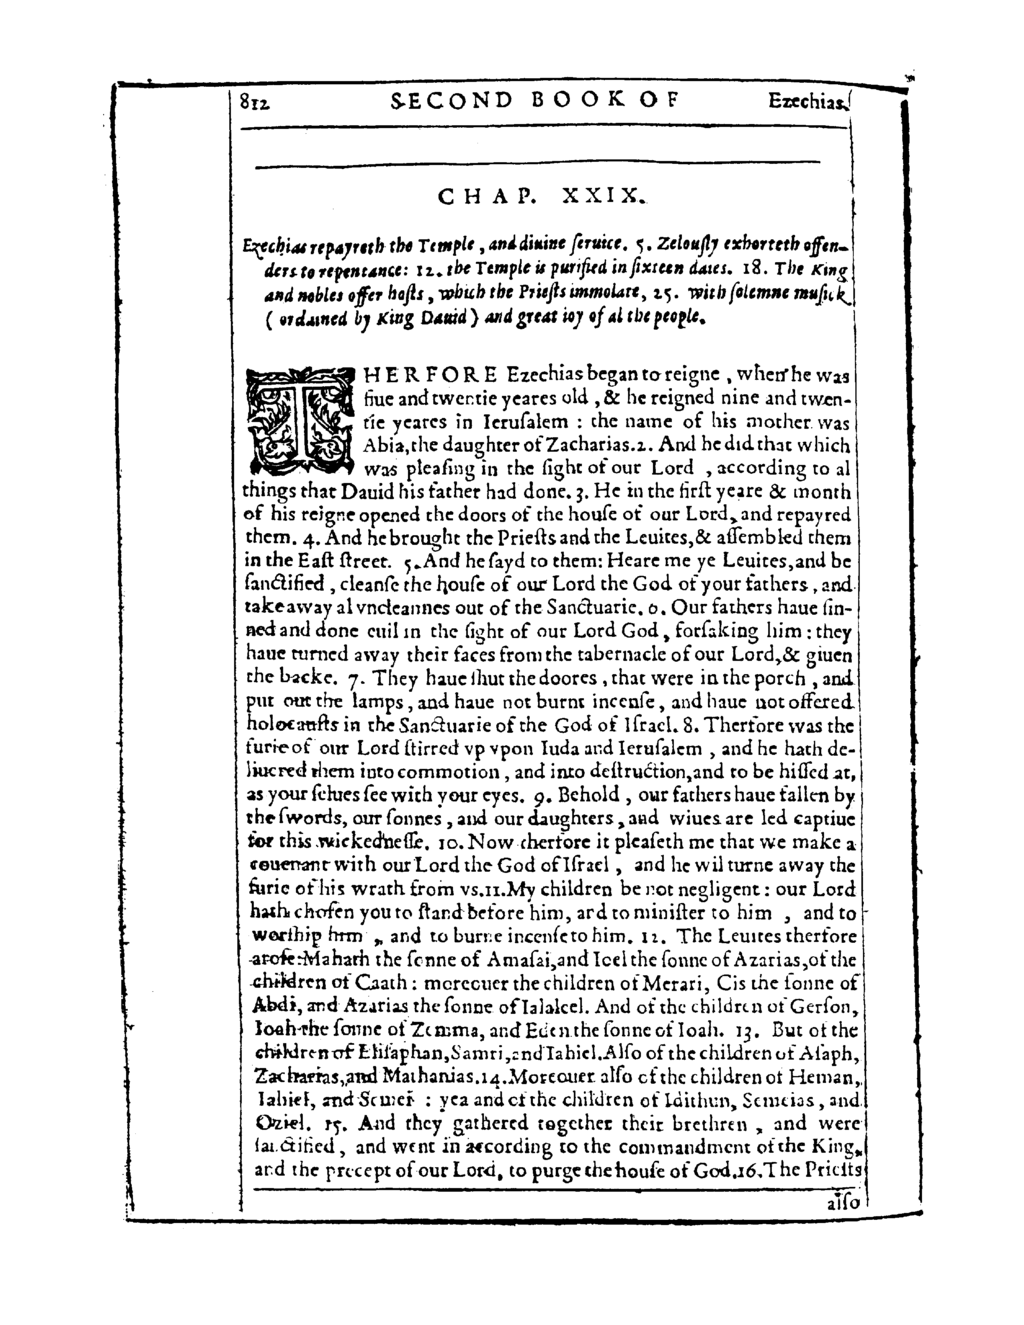 812 SECOND BOOK OF Ezechias.
CHAP. XXIX.
Ezechias repayreth the Temple, and diuine ſeruice. 5. Zelouſly exhorteth offen-
ders to repentance: 12. the Temple is purified in ſixteen daies. 18. The King
and nobles offer hoſts, which the Prieſts immolate, 25. with ſolemne muſick
( ordained by King Dauid ) and great ioy of al the people.
THERFORE Ezechias began to reigne, when he was
fiue and twentie yeares old, & he reigned nine and twen-
tie yeares in Ieruſalem : the name of his mother was
Abia, the daughter of Zacharias. 2. And he did that which
was pleaſing in the ſight of our Lord, according to al
things that Dauid his father had done. 3. He in the firſt yeare & month
of his reigne opened the doors of the houſe of our Lord, and repayred
them. 4. And he brought the Prieſts and the Leuites, & aſſembled them
in the Eaſt ſtreet. 5. And he ſayd to them: Heare me ye Leuites, and be
ſanctified, cleanſe the houſe of our Lord the God of your fathers, and
take away al vncleannes out of the Sanctuarie. 6. Our fathers haue ſin-
ned and done euil in the ſight of our Lord God, forſaking him : they
haue turned away their faces from the tabernacle of our Lord, & giuen
the backe. 7. They haue ſhut the doores, that were in the porch, and
put out the lamps, and haue not burnt incenſe, and haue not offered
holocauſts in the Sanctuarie of the God of Iſrael. 8. Therfore was the
furie of our Lord ſtirred vp vpon Iuda and Ieruſalem, and he hath de-
liuered them into commotion, and into deſtruction, and to be hiſſed at,
as your ſelues ſee with your eyes. 9. Behold, our fathers haue fallen by
the ſwords, our ſonnes, and our daughters, and wiues are led captiue
for this wickedneſſe. 10. Now therfore it pleaſeth me that we make a
couenant with our Lord the God of Iſrael, and he wil turne away the
furie of his wrath from vs. 11. My children be not negligent : our Lord
hath choſen you to ſtand before him, and to miniſter to him, and to
worſhip him, and to burne incenſe to him. 12. The Leuites therfore
aroſe: Mahath the ſonne of Amaſai, and Ioel the ſonne of Azarias, of the
children of Caath : moreouer the children of Merari, Cis the ſonne of
Abdi, and Azarias the ſonne of Ialaleel. And of the children of Gerſon,
Ioah the ſonne of Zemma, and Eden the ſonne of Ioah. 13. But of the
children of Eliſaphan, Samri, and Iahiel. Alſo of the children of Aſaph,
Zacharias, and Mathanias. 14. Moreouer alſo of the children of Heman,
Iahiel, and Semei : yea and of the children of Idithun, Semeias, and
Oziel. 15. And they gathered together their brethren, and were
ſanctified, and went in according to the commandment of the King,
and the precept of our Lord, to purge the houſe of God. 16. The Prieſts
alſo